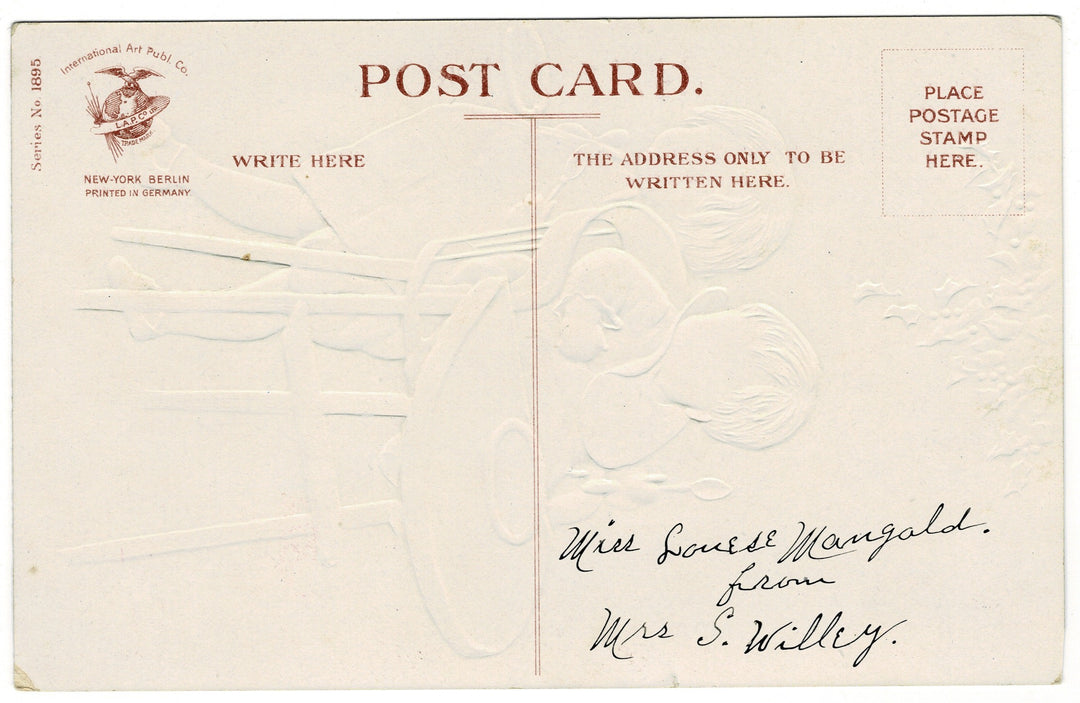 Series No 1895
International Art Publ. Co.
I.A.P. Co. Ltd.
TRADE MARK
NEW-YORK BERLIN
PRINTED IN GERMANY.
POST CARD.
WRITE HERE
THE ADDRESS ONLY TO BE
WRITTEN HERE.
PLACE
POSTAGE
STAMP
HERE.
Miss Louese Mangold.
from
Mrs S. Willey.